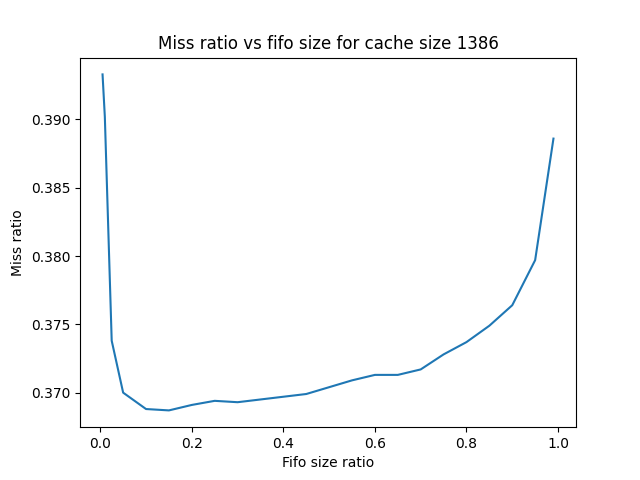 Miss ratio vs fifo size for cache size 1386
Miss ratio
0.390
0.385
0.380
0.375
0.370
0.0 0.2 0.4 0.6 0.8 1.0
Fifo size ratio